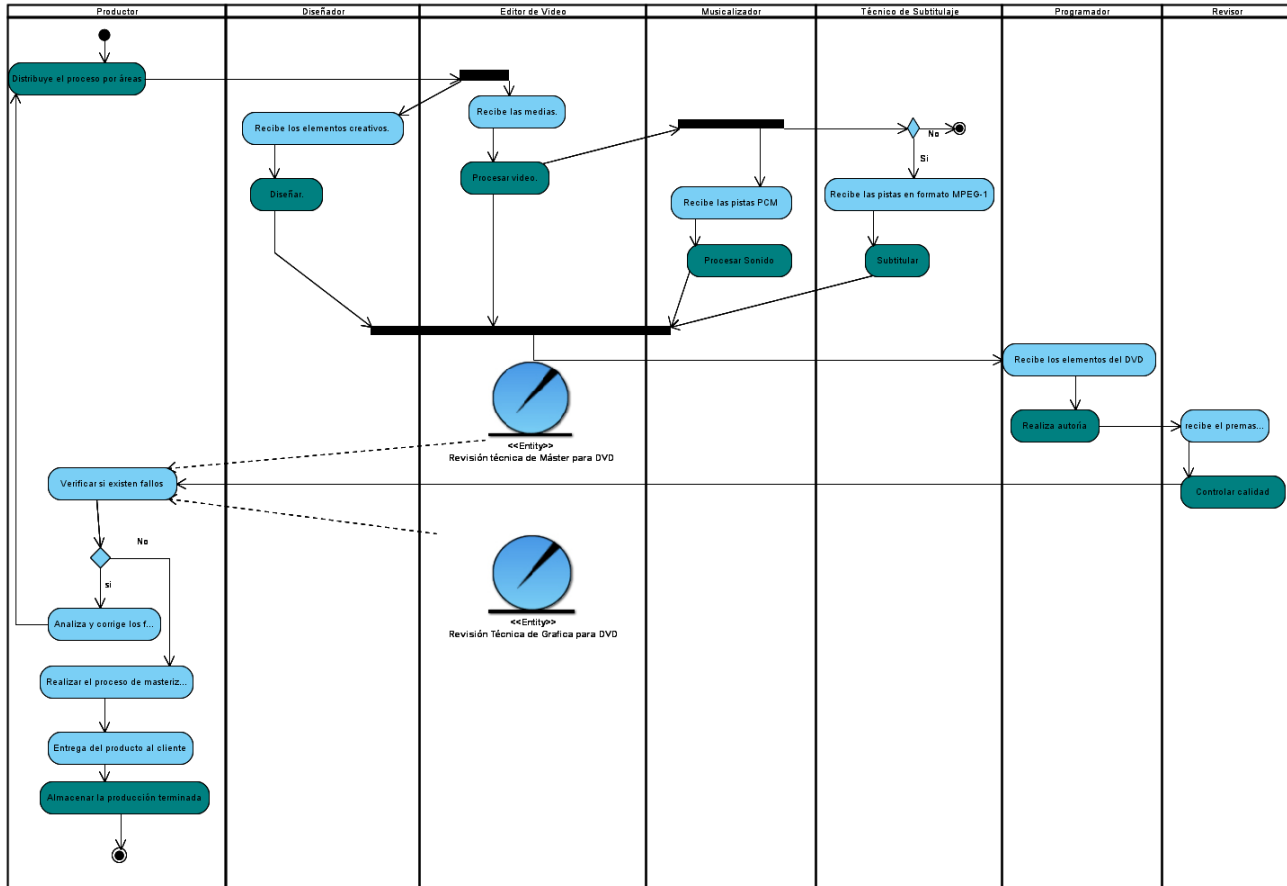 Productor
Diseñador
Editor de Video
Musicalizador
Técnico de Subtitulaje
Programador
Revisor
Distribuye el proceso por áreas
Recibe los elementos creativos.
Diseñar.
Recibe las medias.
Procesar video.
Recibe las pistas PCM
Procesar Sonido
No
Si
Recibe las pistas en formato MPEG-1
Subtitular
Recibe los elementos del DVD
Realiza autoría
recibe el premas...
Controlar calidad
<<Entity>>
Revisión técnica de Máster para DVD
Verificar si existen fallos
No
si
Analiza y corrige los f...
<<Entity>>
Revisión Técnica de Grafica para DVD
Realizar el proceso de masteriz...
Entrega del producto al cliente
Almacenar la producción terminada